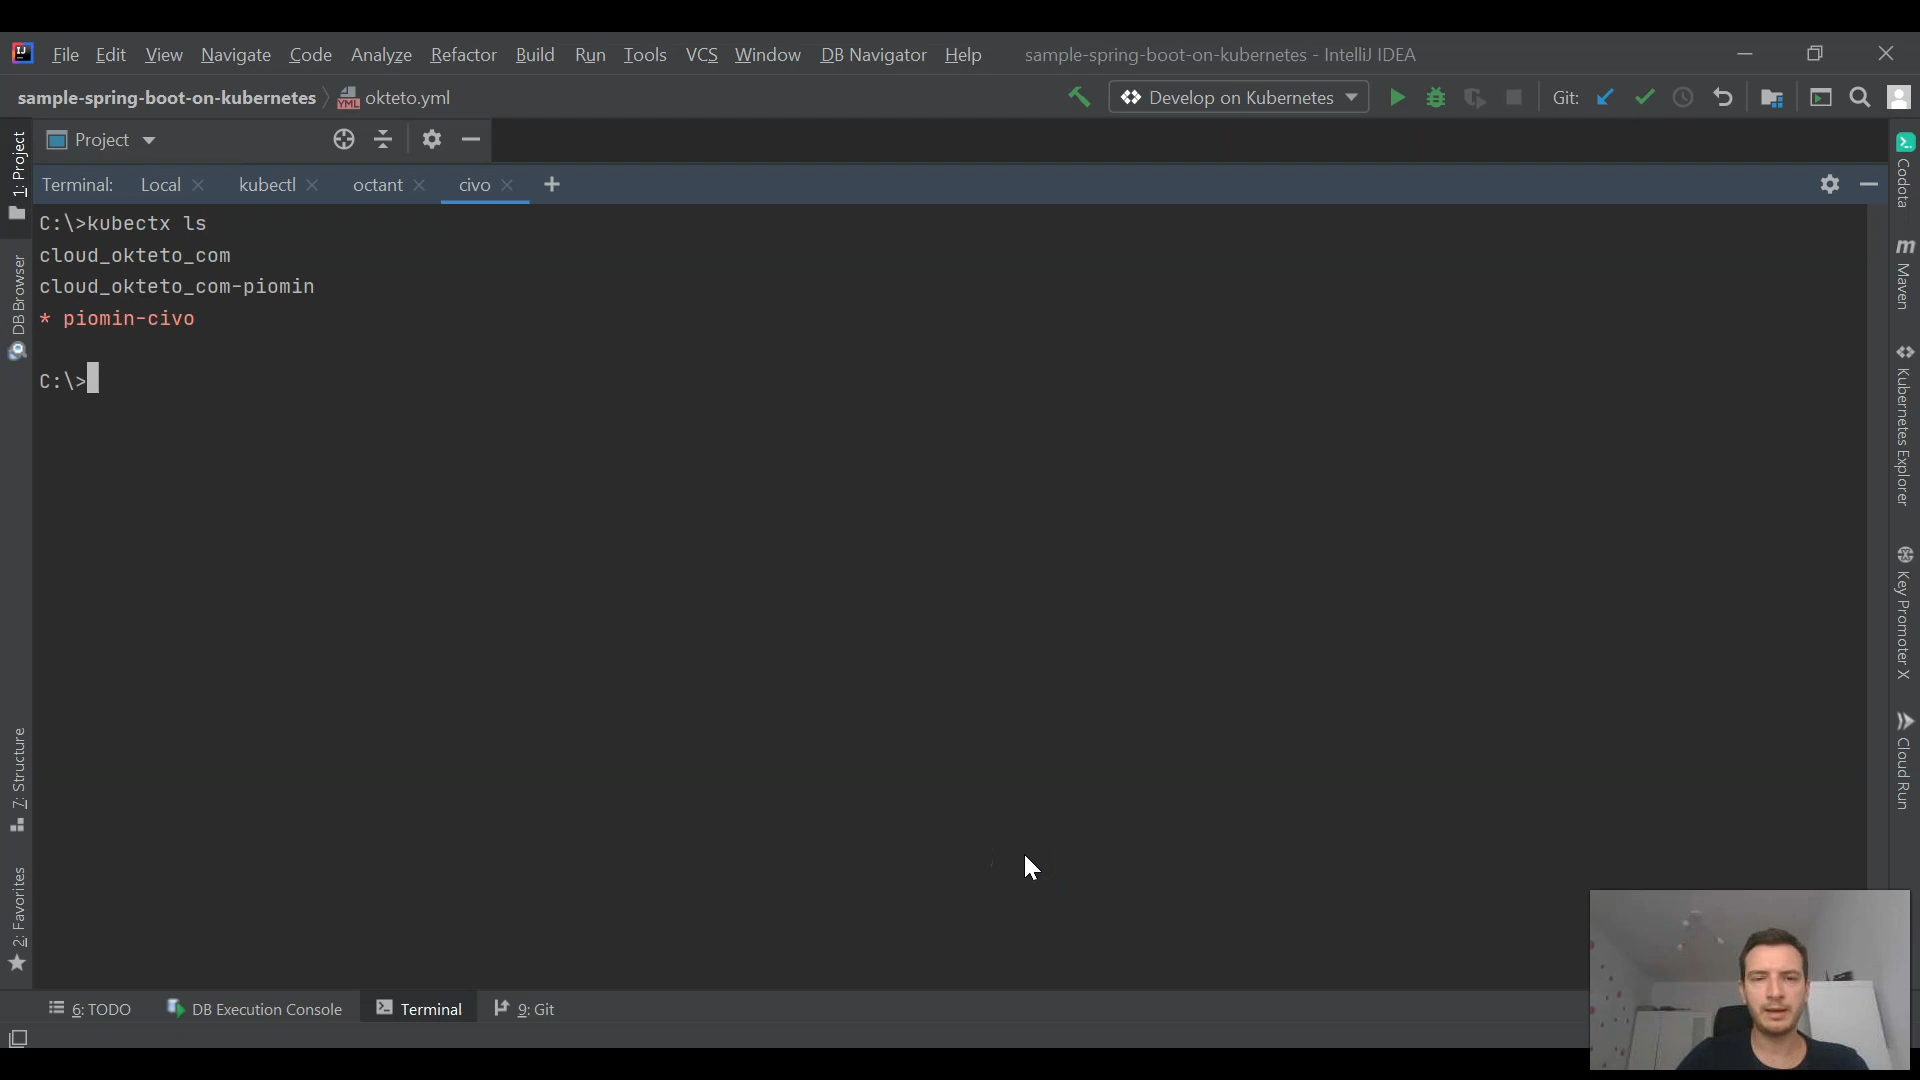 File Edit View Navigate Code Analyze Refactor Build Run Tools VCS Window DB Navigator Help sample-spring-boot-on-kubernetes - IntelliJ IDEA
sample-spring-boot-on-kubernetes okteto.yml Develop on Kubernetes Git:
Project
Terminal: Local kubectl octant civo
C:\>kubectx ls
cloud_okteto_com
cloud_okteto_com-piomin
* piomin-civo
C:\>
1: Project
DB Browser
7: Structure
2: Favorites
Codota
Maven
Kubernetes Explorer
Key Promoter X
Cloud Run
6: TODO DB Execution Console Terminal 9: Git